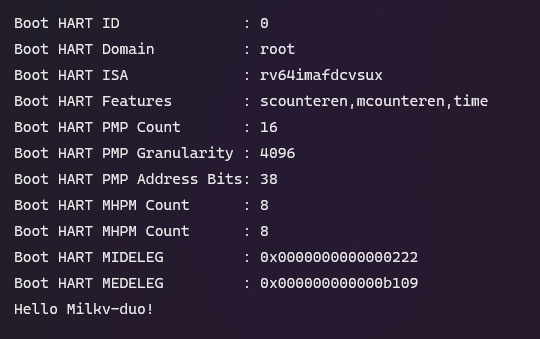 Boot HART ID              : 0
Boot HART Domain          : root
Boot HART ISA             : rv64imafdcvsux
Boot HART Features        : scounteren,mcounteren,time
Boot HART PMP Count       : 16
Boot HART PMP Granularity : 4096
Boot HART PMP Address Bits: 38
Boot HART MHPM Count      : 8
Boot HART MHPM Count      : 8
Boot HART MIDELEG         : 0x0000000000000222
Boot HART MEDELEG         : 0x000000000000b109
Hello Milkv-duo!